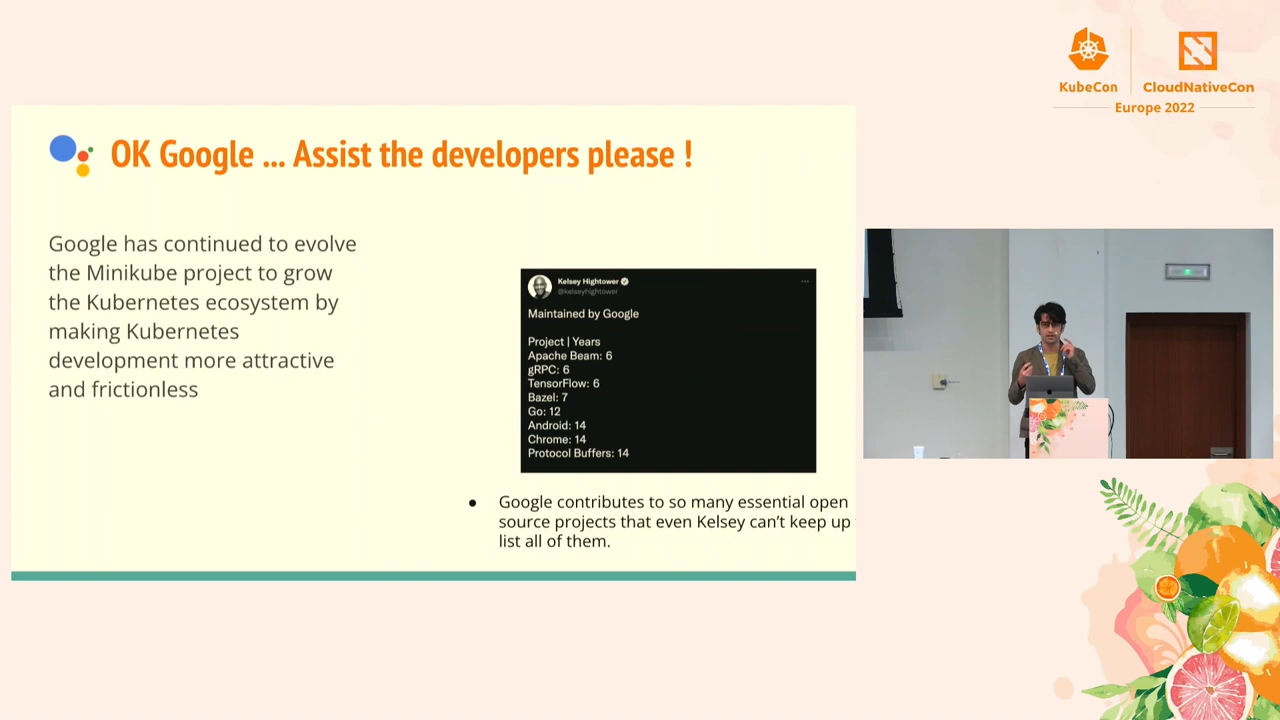 KubeCon
CloudNativeCon
Europe 2022
OK Google ... Assist the developers please !
Google has continued to evolve
the Minikube project to grow
the Kubernetes ecosystem by
making Kubernetes
development more attractive
and frictionless
Kelsey Hightower
@kelseyhightower
Maintained by Google
Project | Years
Apache Beam: 6
gRPC: 6
TensorFlow: 6
Bazel: 7
Go: 12
Android: 14
Chrome: 14
Protocol Buffers: 14
● Google contributes to so many essential open
source projects that even Kelsey can't keep up
list all of them.